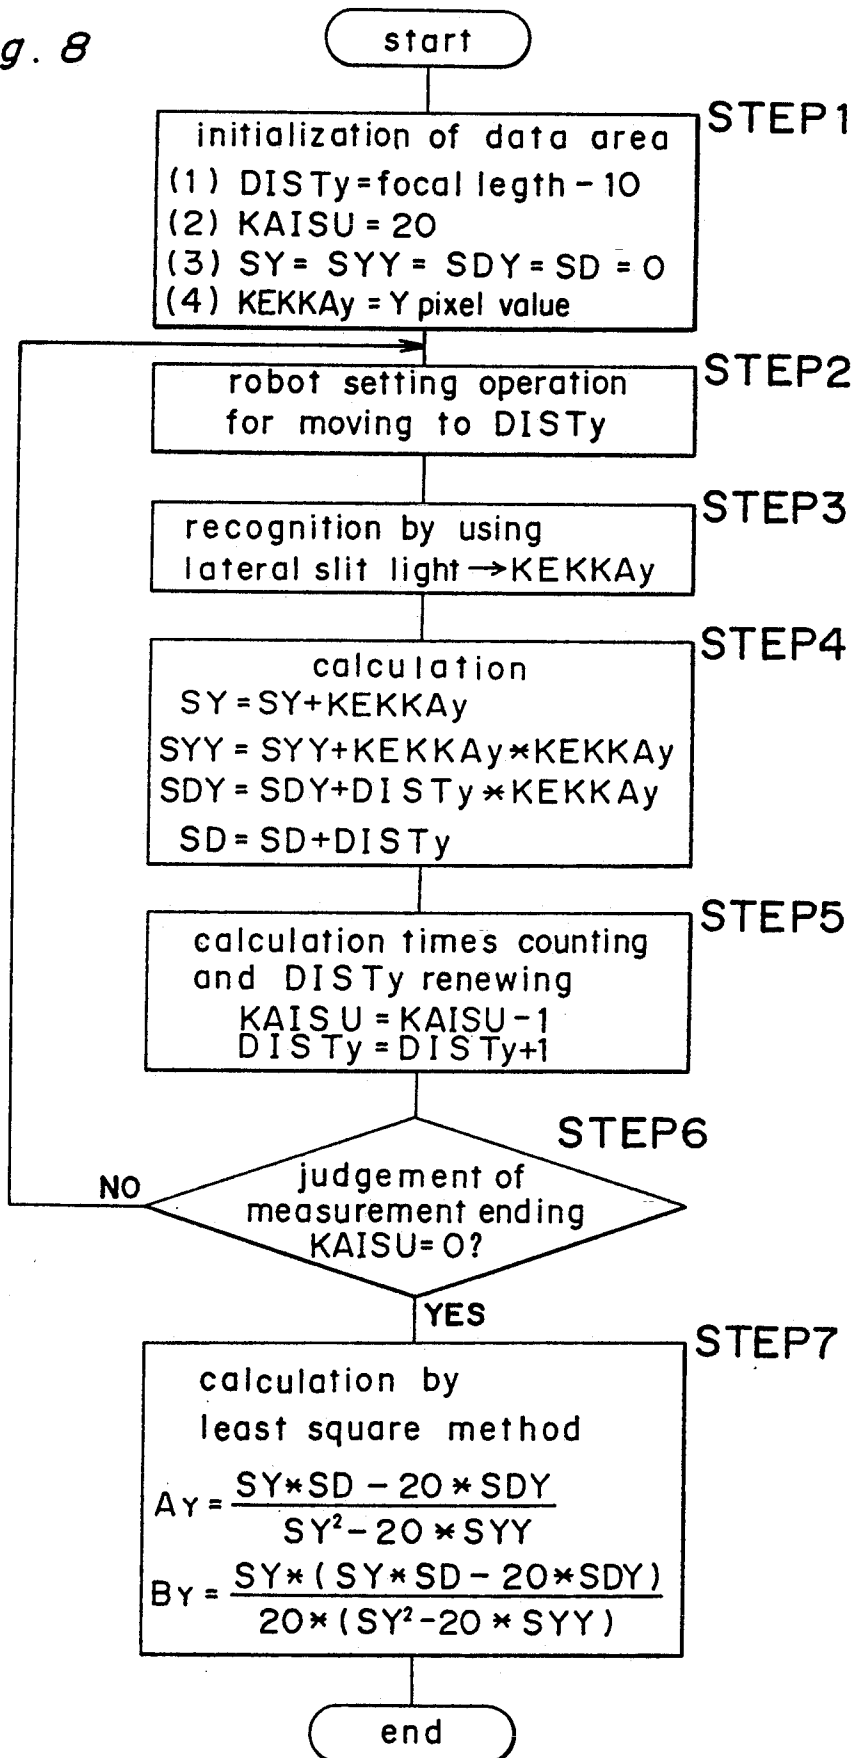 g. 8
start
STEP1
initialization of data area
(1) DISTy=focal legth-10
(2) KAISU=20
(3) SY= SYY= SDY=SD=0
(4) KEKKAy=Y pixel value
STEP2
robot setting operation
for moving to DISTy
STEP3
recognition by using
lateral slit light→KEKKAy
STEP4
calculation
SY=SY+KEKKAy
SYY=SYY+KEKKAy*KEKKAy
SDY=SDY+DISTy*KEKKAy
SD=SD+DISTy
STEP5
calculation times counting
and DISTy renewing
KAISU=KAISU-1
DISTy=DISTy+1
STEP6
judgement of
NO
measurement ending
KAISU=0?
YES
STEP7
calculation by
least square method
AY= SY*SD-20*SDY
SY²-20*SYY
BY= SY*(SY*SD-20*SDY)
20*(SY²-20*SYY)
end